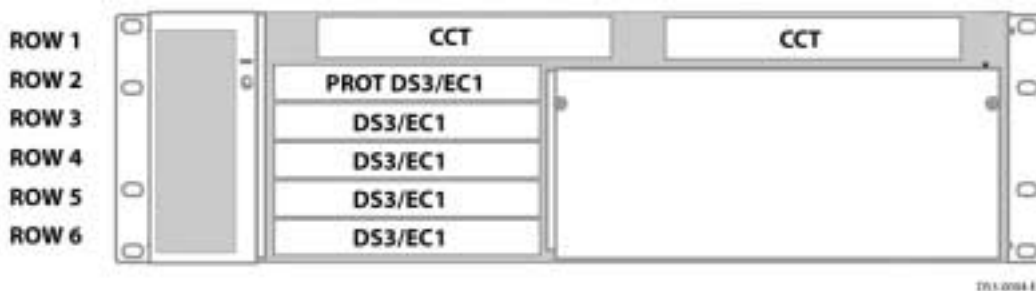 ROW 1 CCT CCT
ROW 2 PROT DS3/EC1
ROW 3 DS3/EC1
ROW 4 DS3/EC1
ROW 5 DS3/EC1
ROW 6 DS3/EC1